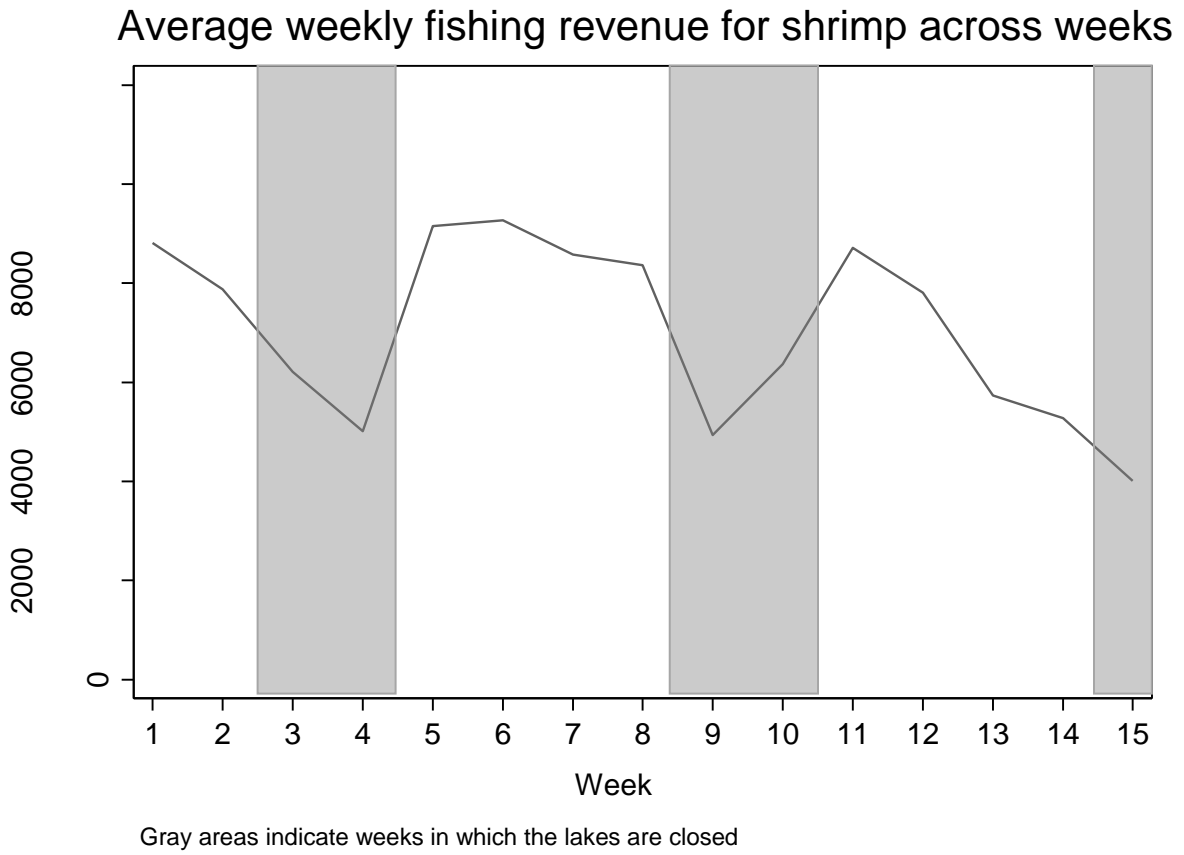 Average weekly fishing revenue for shrimp across weeks
8000
6000
4000
2000
0
1 2 3 4 5 6 7 8 9 10 11 12 13 14 15
Week
Gray areas indicate weeks in which the lakes are closed